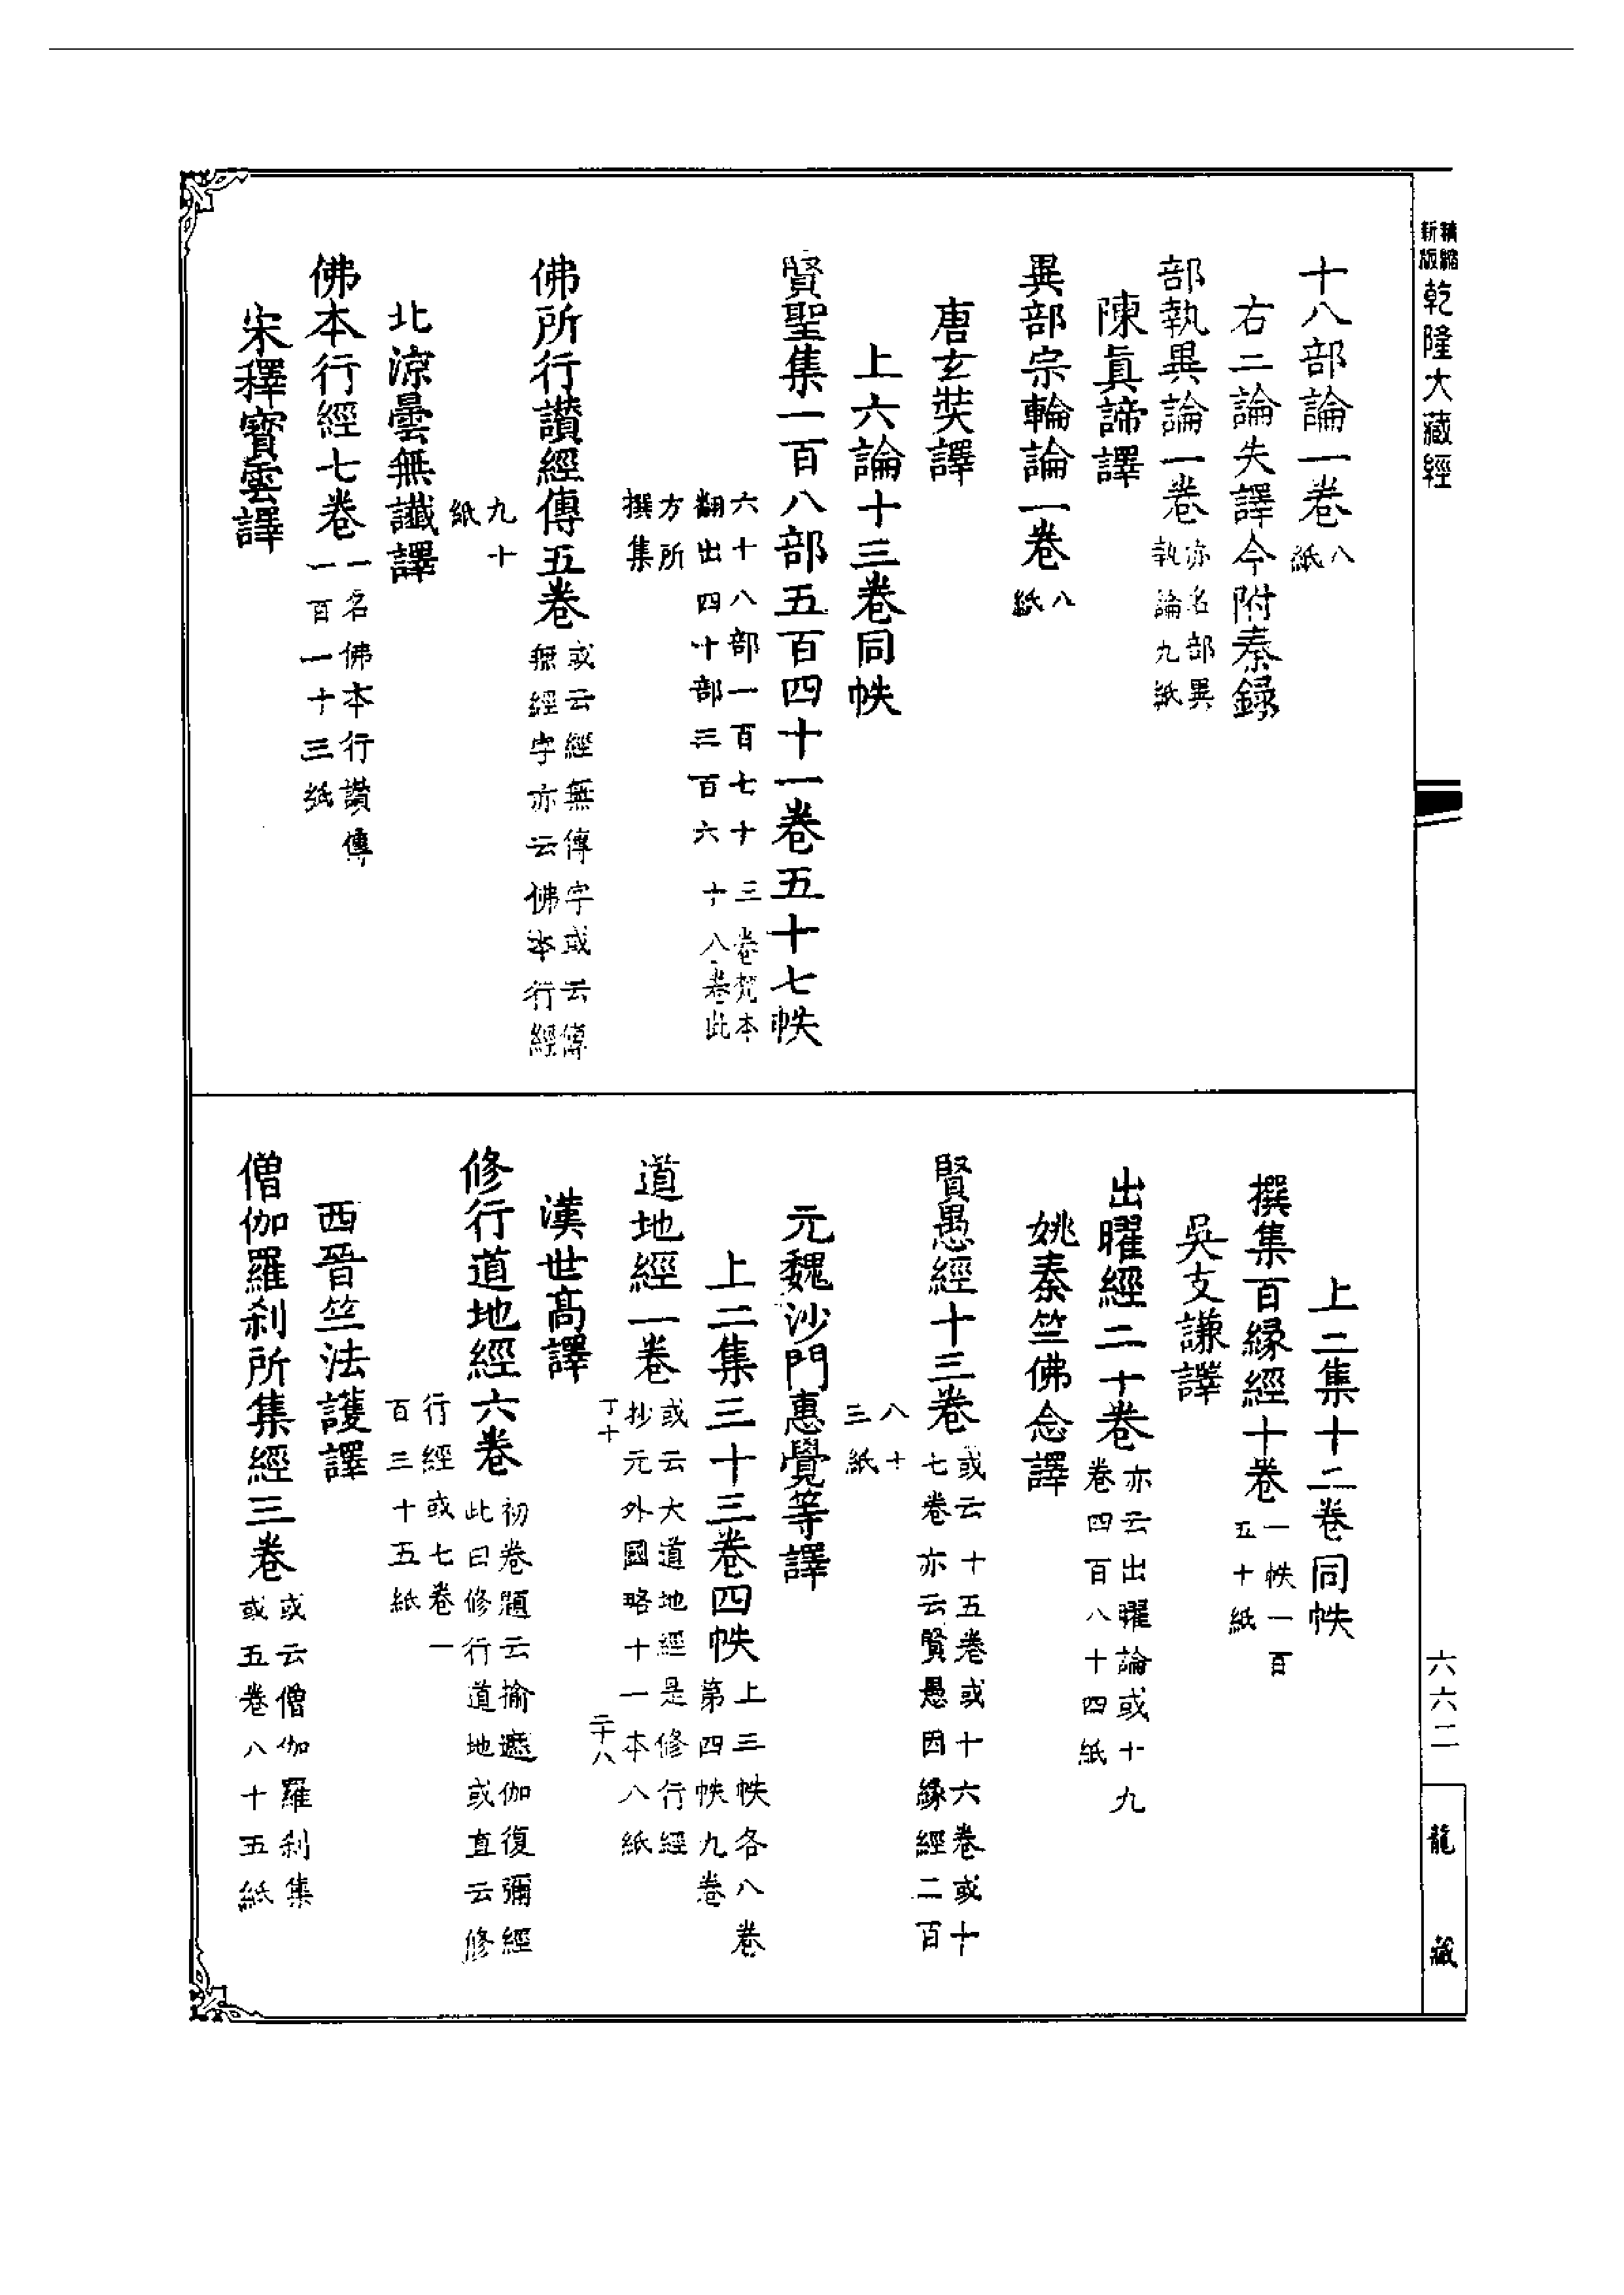 精縮新版乾隆大藏經
十八部論一卷八紙
右二論失譯今附秦錄
部執異論一卷亦名部異執論九紙
陳真諦譯
異部宗輪論一卷八紙
唐玄奘譯
上六論十三卷同帙
賢聖集一百八部五百四十一卷五十七帙
六十八部一百七十三卷梵本
翻出四十部三百六十八卷此
方所撰集
佛所行讚經傳五卷或云經無傳字或云傳
無經字亦云佛本行經
九十紙
北涼曇無讖譯
佛本行經七卷一名佛本行讚傳
一百一十三紙
宋釋寶雲譯
上二集十二卷同帙
撰集百緣經十卷一帙一百
五十紙
吳支謙譯
出曜經二十卷亦云出曜論或十九
卷四百八十四紙
姚秦竺佛念譯
賢愚經十三卷或云十五卷或十六卷或十
七卷亦云賢愚因緣經二百
八十三紙
元魏沙門惠覺等譯
上二集三十三卷四帙上三帙各八卷
第四帙九卷
道地經一卷或云大道地經是修行經
抄元外國略十一本八紙
丁十
二十八
漢世高譯
修行道地經六卷初卷題云揄遮伽復彌經
此曰修行道地或直云修
行經或七卷一
百三十五紙
西晉竺法護譯
僧伽羅刹所集經三卷或云僧伽羅刹集
或五卷八十五紙
六六二
龍藏